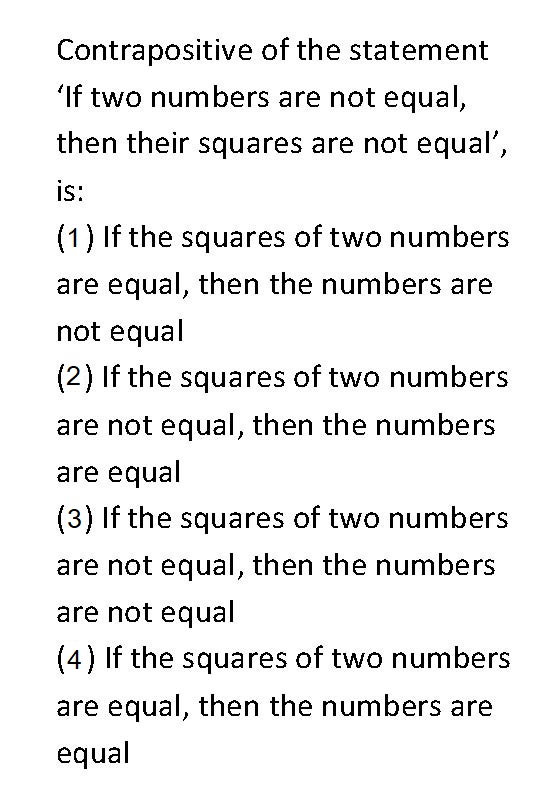 Contrapositive of the statement
‘If two numbers are not equal,
then their squares are not equal’,
is:
(1) If the squares of two numbers
are equal, then the numbers are
not equal
(2) If the squares of two numbers
are not equal, then the numbers
are equal
(3) If the squares of two numbers
are not equal, then the numbers
are not equal
(4) If the squares of two numbers
are equal, then the numbers are
equal